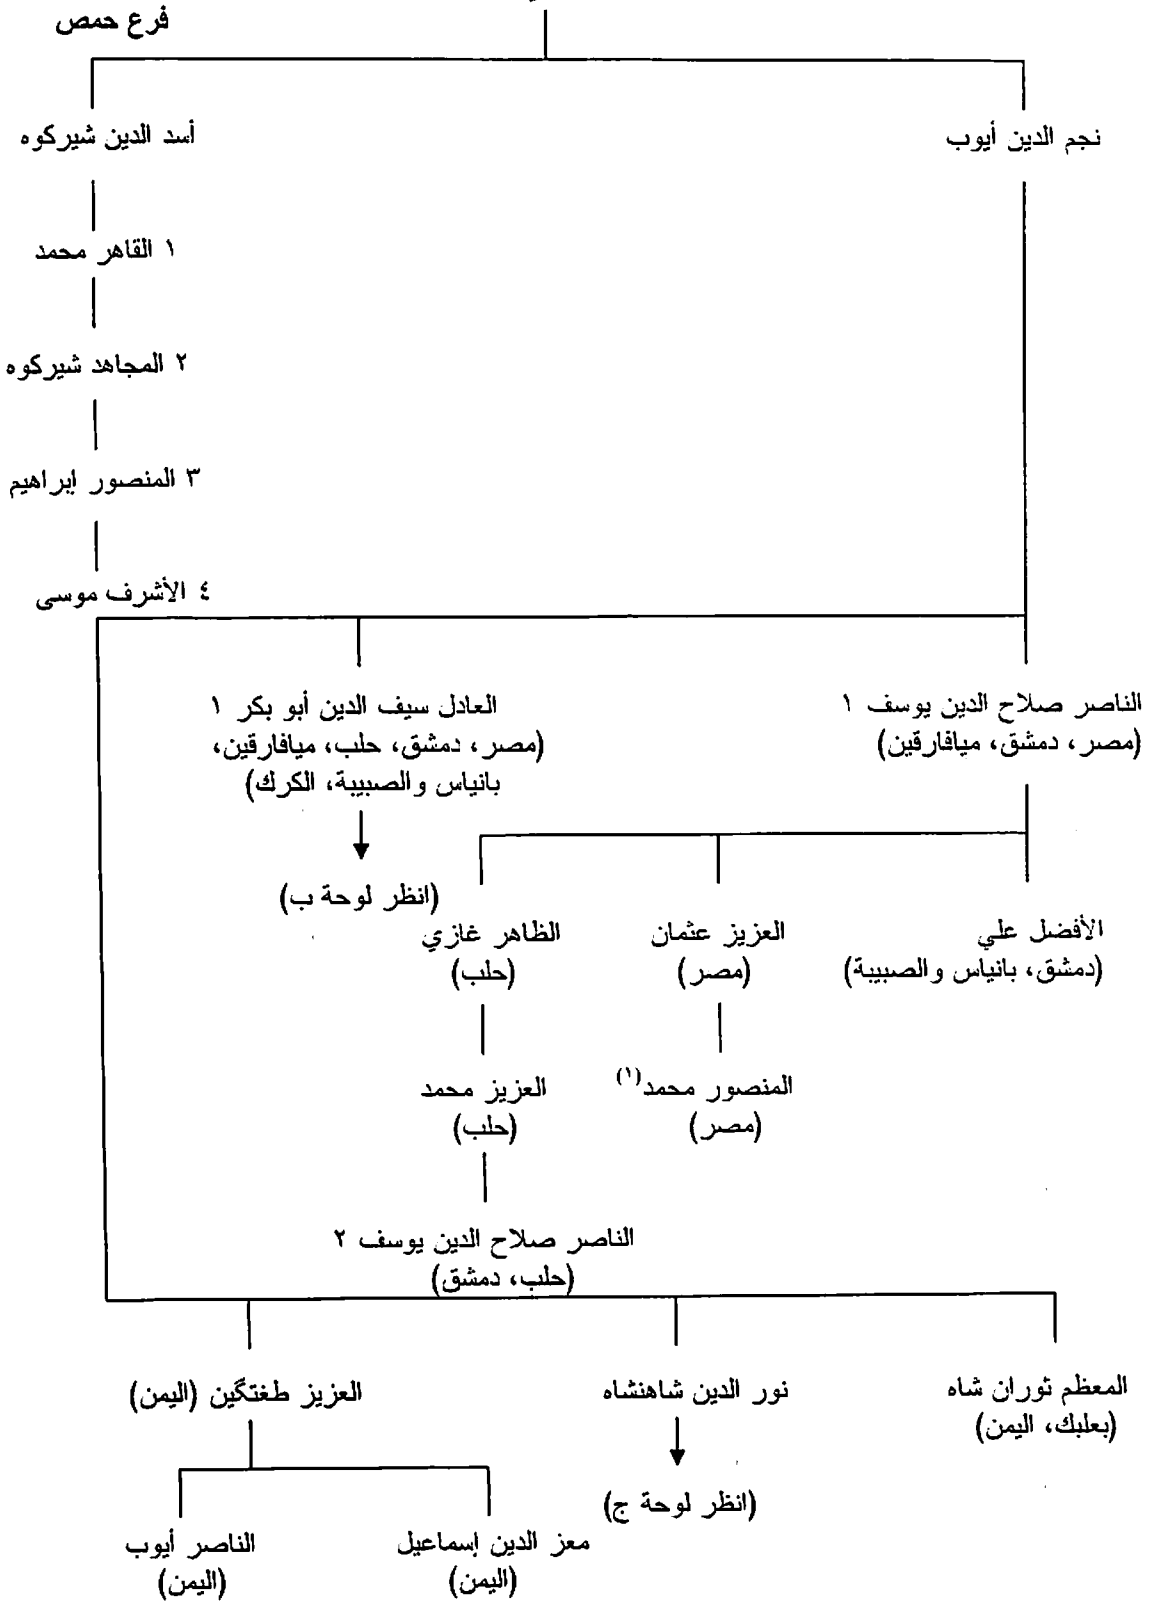 فرع حمص
نجم الدين أيوب
أسد الدين شيركوه
١ القاهر محمد
٢ المجاهد شيركوه
٣ المنصور إبراهيم
٤ الأشرف موسى
الناصر صلاح الدين يوسف ١
(مصر، دمشق، ميافارقين)
العادل سيف الدين أبو بكر ١
(مصر، دمشق، حلب، ميافارقين،
بانياس والصبيبة، الكرك)
(انظر لوحة ب)
الأفضل علي
(دمشق، بانياس والصبيبة)
العزيز عثمان
(مصر)
الظاهر غازي
(حلب)
المنصور محمد(١)
(مصر)
العزيز محمد
(حلب)
الناصر صلاح الدين يوسف ٢
(حلب، دمشق)
المعظم توران شاه
(بعلبك، اليمن)
نور الدين شاهنشاه
(انظر لوحة ج)
العزيز طغتگين (اليمن)
معز الدين إسماعيل
(اليمن)
الناصر أيوب
(اليمن)